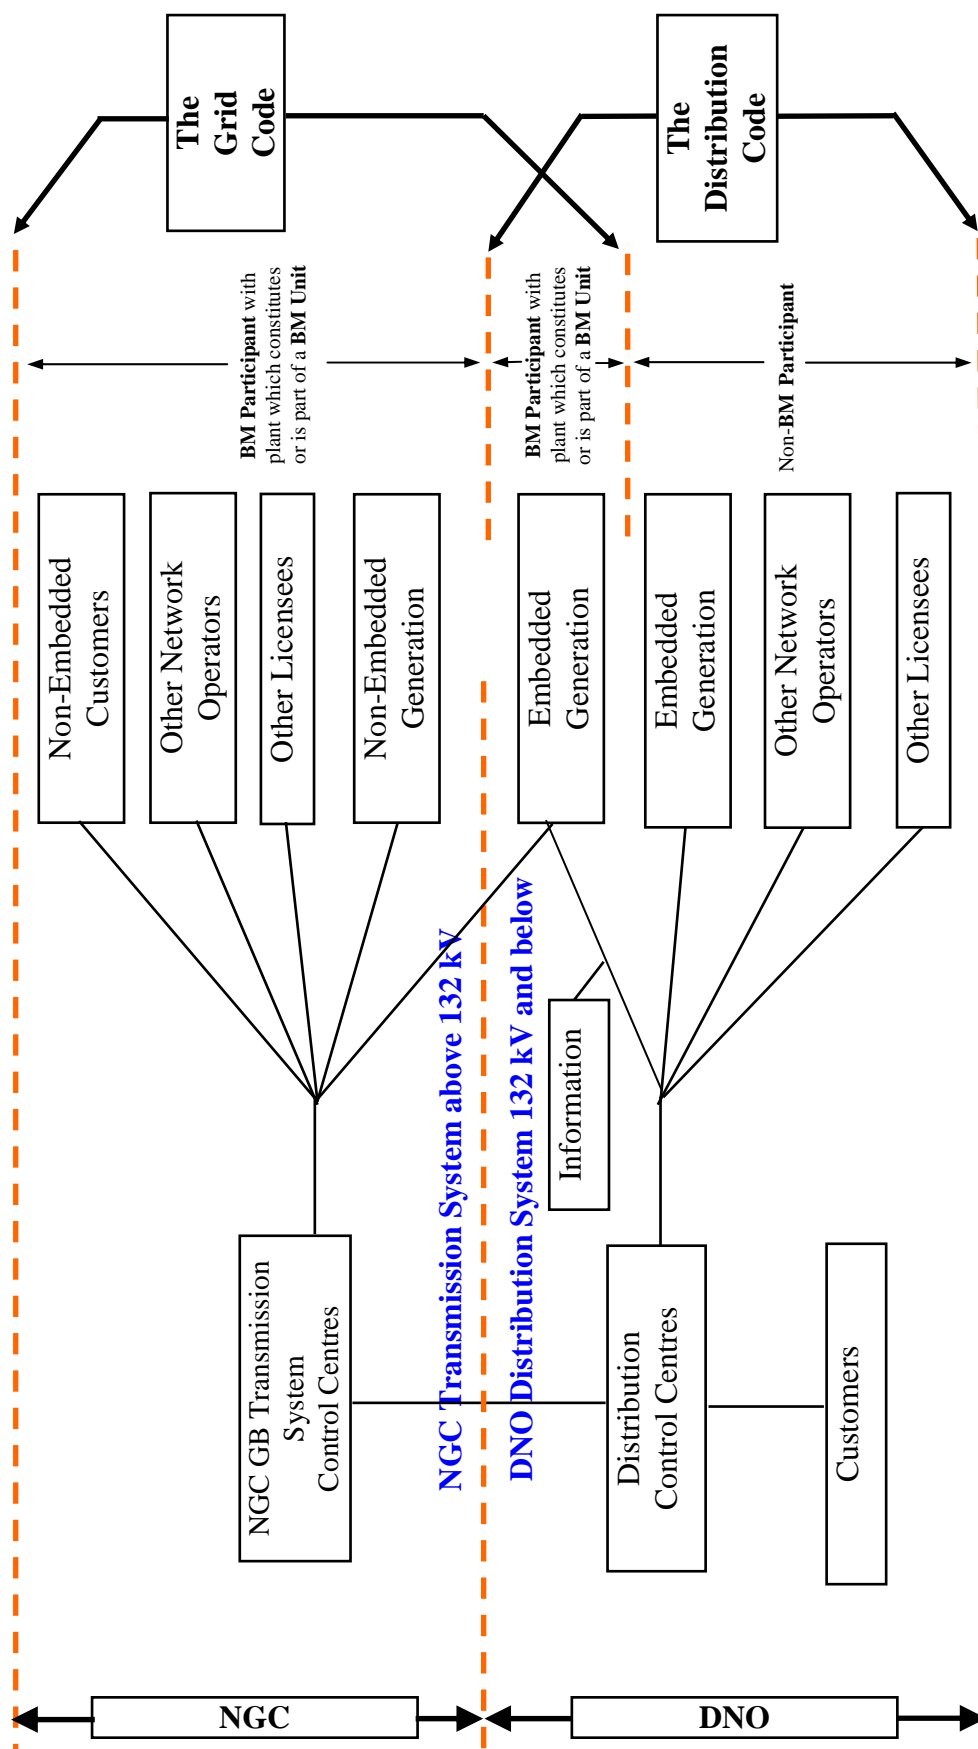 The
Grid
Code
The
Distribution
Code
BM Participant with
plant which constitutes
or is part of a BM Unit
BM Participant with
plant which constitutes
or is part of a BM Unit
Non-BM Participant
Non-Embedded
Customers
Other Network
Operators
Other Licensees
Non-Embedded
Generation
Embedded
Generation
Embedded
Generation
Other Network
Operators
Other Licensees
NGC Transmission System above 132 kV
DNO Distribution System 132 kV and below
Information
NGC GB Transmission
System
Control Centres
Distribution
Control Centres
Customers
NGC
DNO